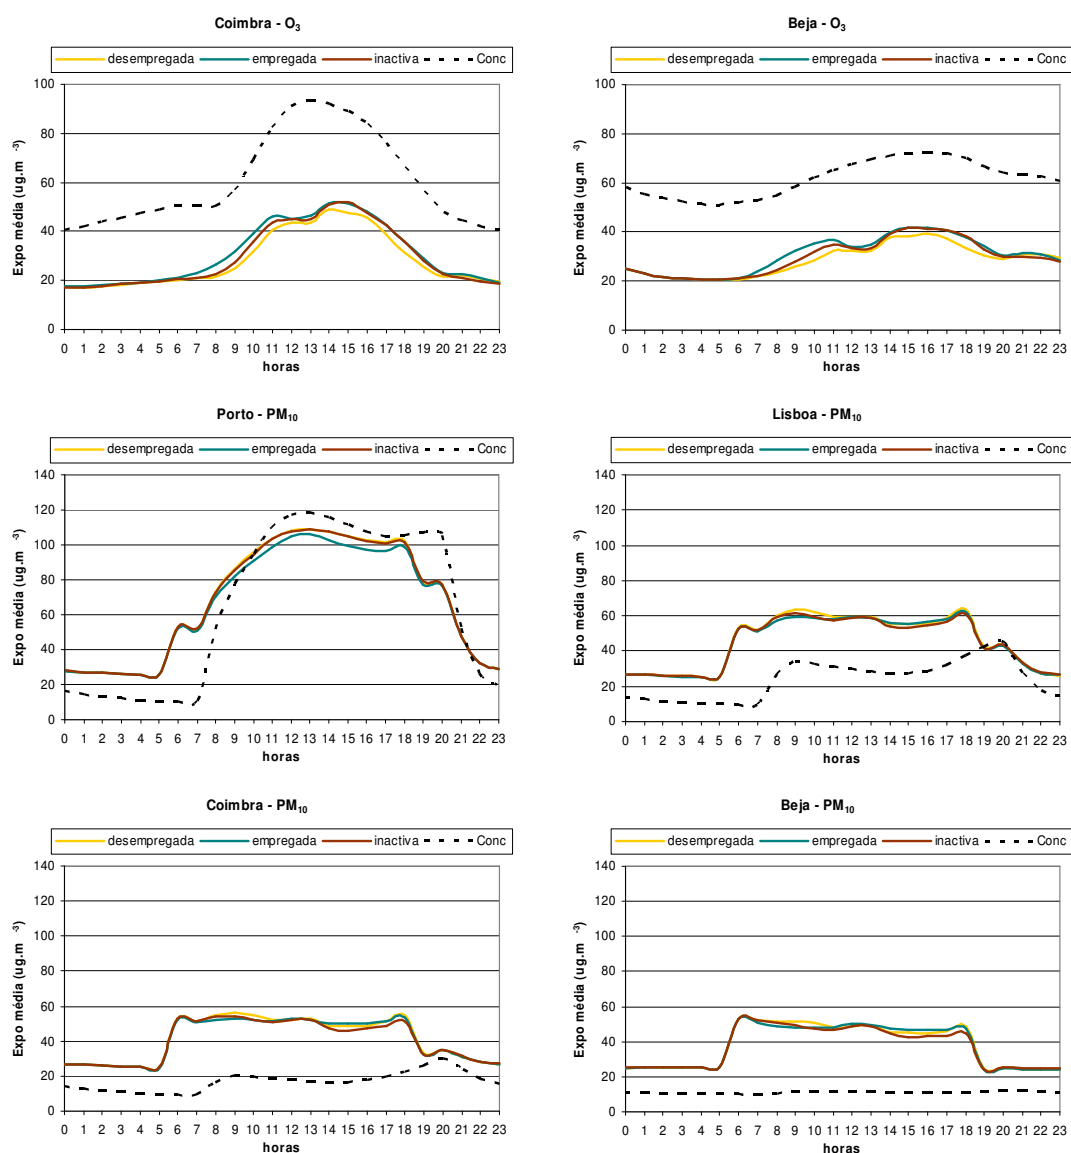 Coimbra - O₃
desempregada empregada inactiva Conc
Expo média (ug.m⁻³)
100
80
60
40
20
0
0 1 2 3 4 5 6 7 8 9 10 11 12 13 14 15 16 17 18 19 20 21 22 23
horas
Beja - O₃
desempregada empregada inactiva Conc
Expo média (ug.m⁻³)
100
80
60
40
20
0
0 1 2 3 4 5 6 7 8 9 10 11 12 13 14 15 16 17 18 19 20 21 22 23
horas
Porto - PM₁₀
desempregada empregada inactiva Conc
Expo média (ug.m⁻³)
140
120
100
80
60
40
20
0
0 1 2 3 4 5 6 7 8 9 10 11 12 13 14 15 16 17 18 19 20 21 22 23
horas
Lisboa - PM₁₀
desempregada empregada inactiva Conc
Expo média (ug.m⁻³)
140
120
100
80
60
40
20
0
0 1 2 3 4 5 6 7 8 9 10 11 12 13 14 15 16 17 18 19 20 21 22 23
horas
Coimbra - PM₁₀
desempregada empregada inactiva Conc
Expo média (ug.m⁻³)
140
120
100
80
60
40
20
0
0 1 2 3 4 5 6 7 8 9 10 11 12 13 14 15 16 17 18 19 20 21 22 23
horas
Beja - PM₁₀
desempregada empregada inactiva Conc
Expo média (ug.m⁻³)
140
120
100
80
60
40
20
0
0 1 2 3 4 5 6 7 8 9 10 11 12 13 14 15 16 17 18 19 20 21 22 23
horas